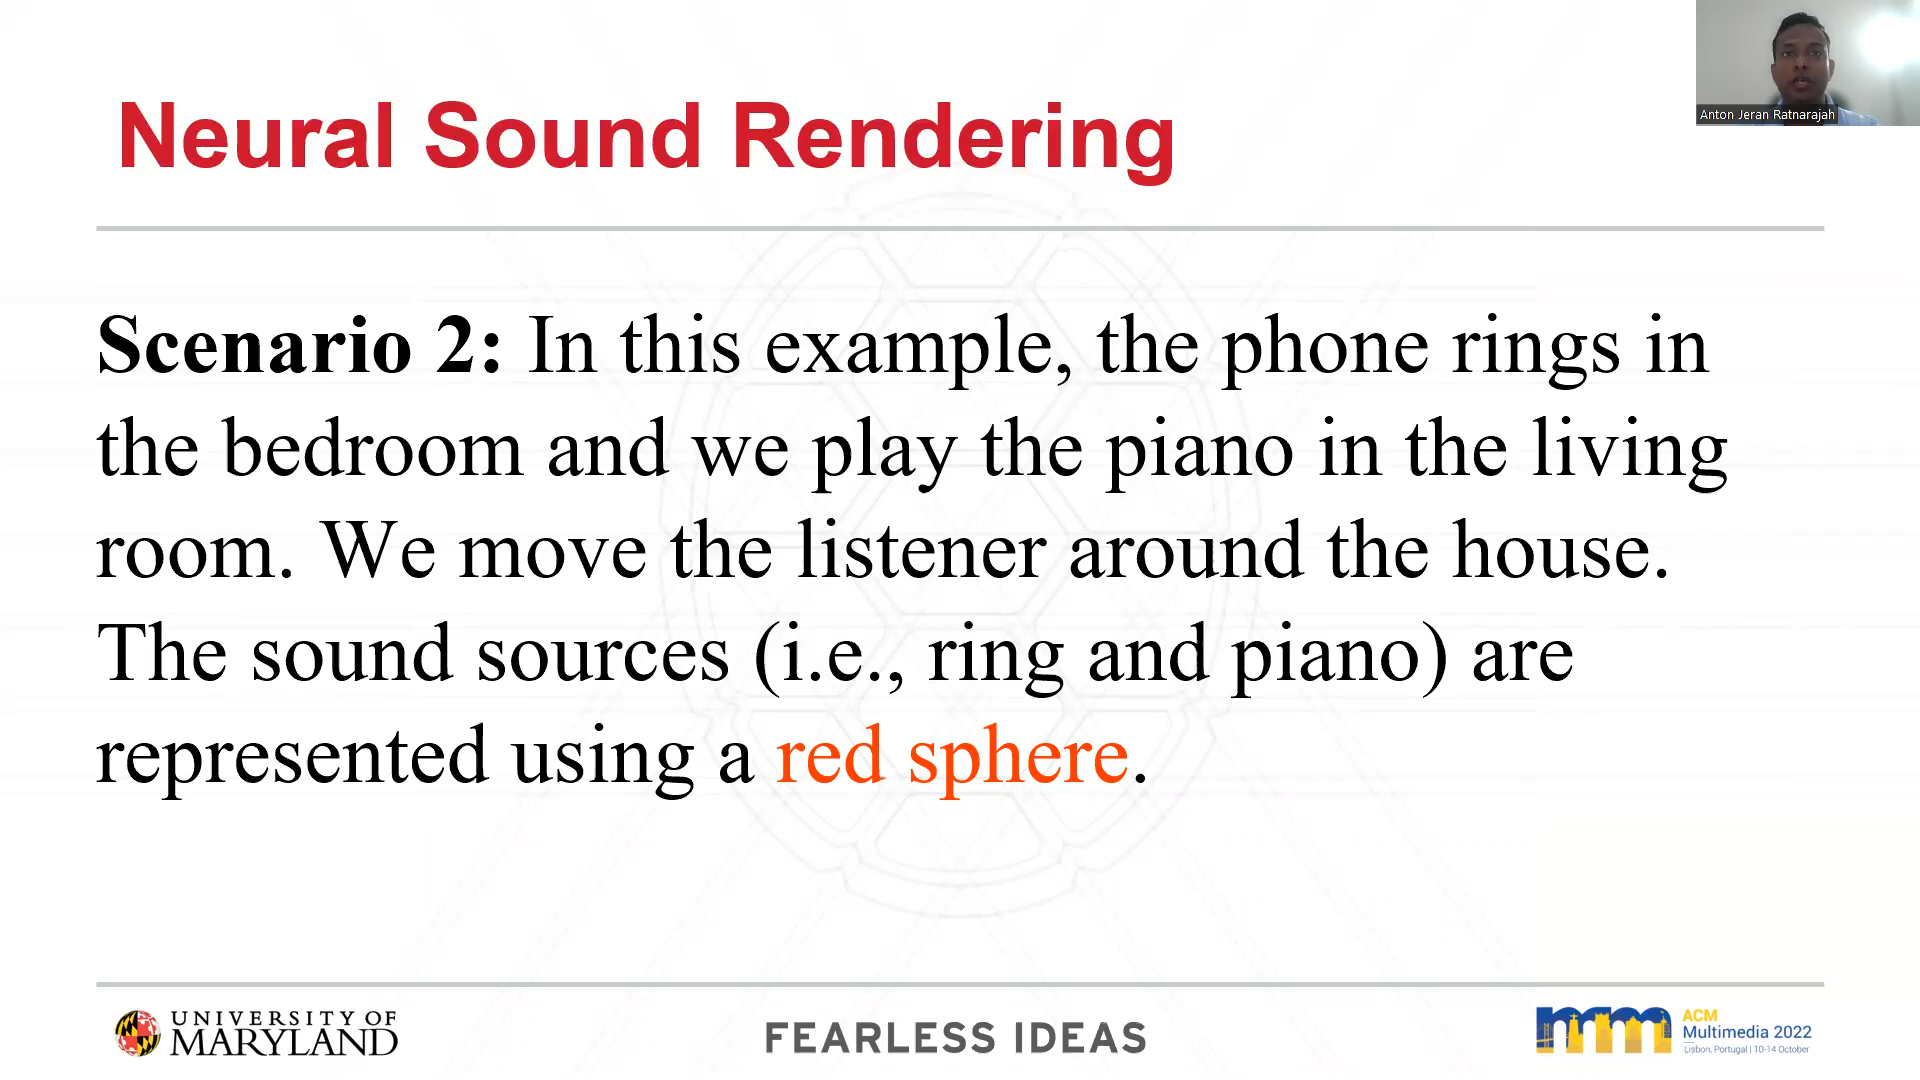 Neural Sound Rendering
Anton Jeran Ratnarajah
Scenario 2: In this example, the phone rings in
the bedroom and we play the piano in the living
room. We move the listener around the house.
The sound sources (i.e., ring and piano) are
represented using a red sphere.
UNIVERSITY OF
MARYLAND
FEARLESS IDEAS
mm
ACM
Multimedia 2022
Lisbon, Portugal | 10-14 October